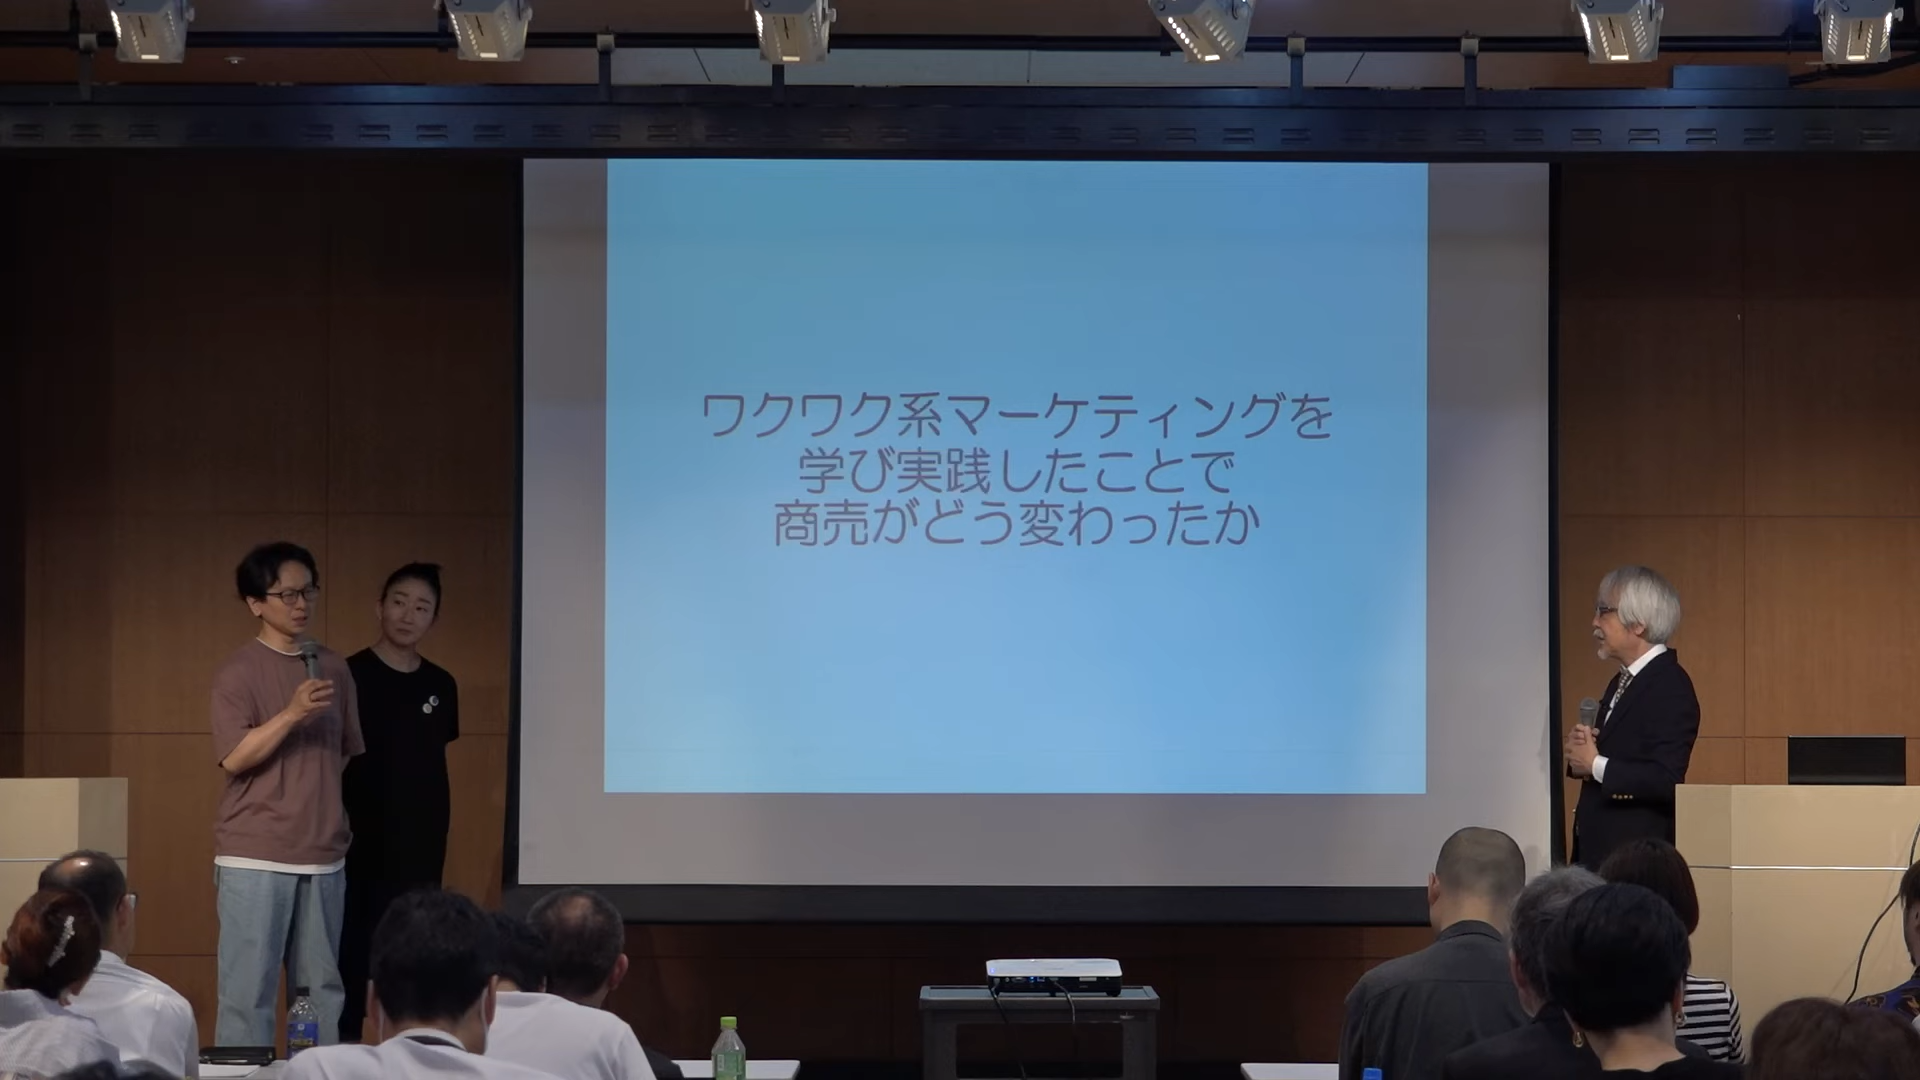 ワクワク系マーケティングを
学び実践したことで
商売がどう変わったか